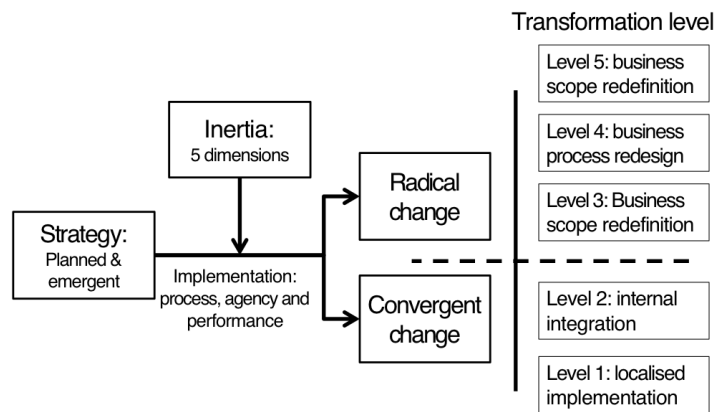 Transformation level
Level 5: business
scope redefinition
Inertia:
5 dimensions
Level 4: business
process redesign
Radical
change
Level 3: Business
scope redefinition
Strategy:
Planned &
emergent
Implementation:
process, agency and
performance
Convergent
change
Level 2: internal
integration
Level 1: localised
implementation